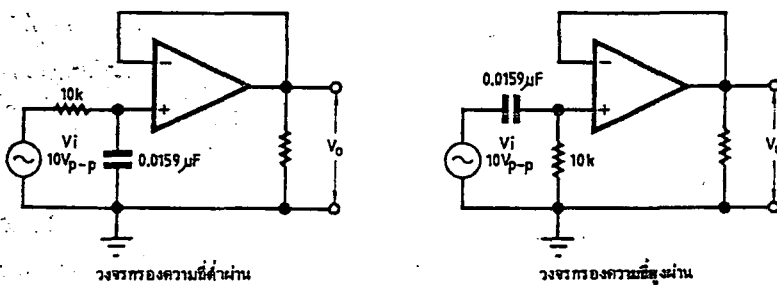 10k
Vi
10Vp-p
0.0159µF
−
+
Vo
วงจรกรองความถี่ต่ำผ่าน
0.0159µF
Vi
10Vp-p
10k
−
+
วงจรกรองความถี่สูงผ่าน